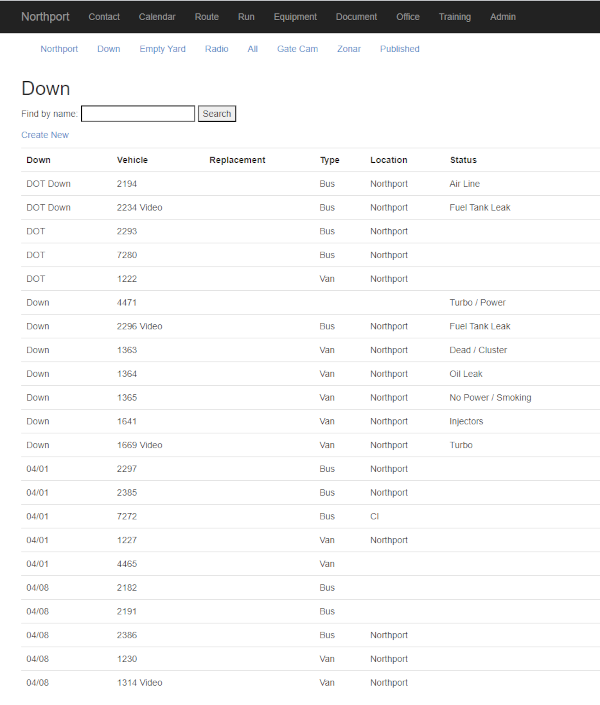 Northport Contact Calendar Route Run Equipment Document Office Training Admin
Northport Down Empty Yard Radio All Gate Cam Zonar Published
Down
Find by name: Search
Create New
Down Vehicle Replacement Type Location Status
DOT Down 2194 Bus Northport Air Line
DOT Down 2234 Video Bus Northport Fuel Tank Leak
DOT 2293 Bus Northport
DOT 7280 Bus Northport
DOT 1222 Van Northport
Down 4471 Turbo / Power
Down 2296 Video Bus Northport Fuel Tank Leak
Down 1363 Van Northport Dead / Cluster
Down 1364 Van Northport Oil Leak
Down 1365 Van Northport No Power / Smoking
Down 1641 Van Northport Injectors
Down 1669 Video Van Northport Turbo
04/01 2297 Bus Northport
04/01 2385 Bus Northport
04/01 7272 Bus CI
04/01 1227 Van Northport
04/01 4465 Van
04/08 2182 Bus
04/08 2191 Bus
04/08 2386 Bus Northport
04/08 1230 Van Northport
04/08 1314 Video Van Northport